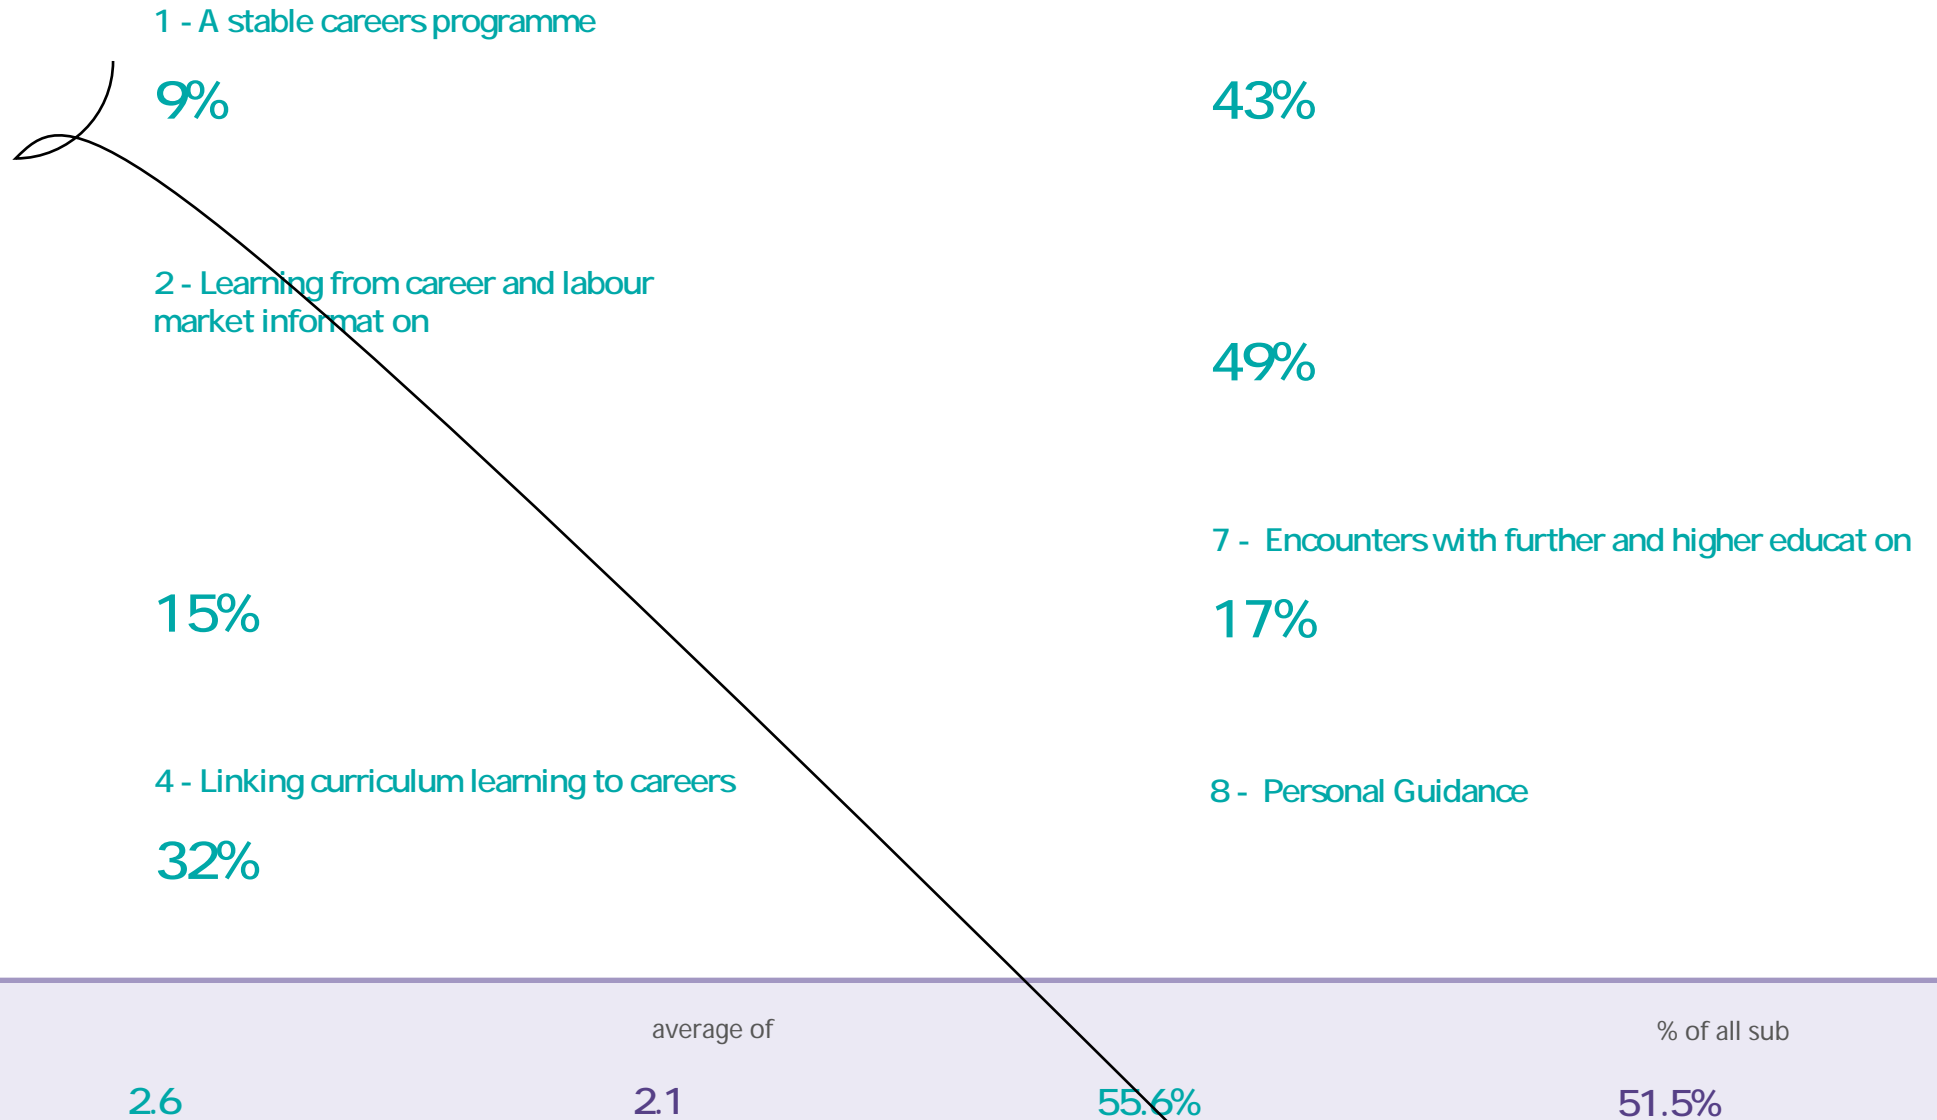 1 - A stable careers programme
9%
2 - Learning from career and labour
market informat on
15%
4 - Linking curriculum learning to careers
32%
43%
49%
7 - Encounters with further and higher educat on
17%
8 - Personal Guidance
average of
% of all sub
2.6
2.1
55.6%
51.5%